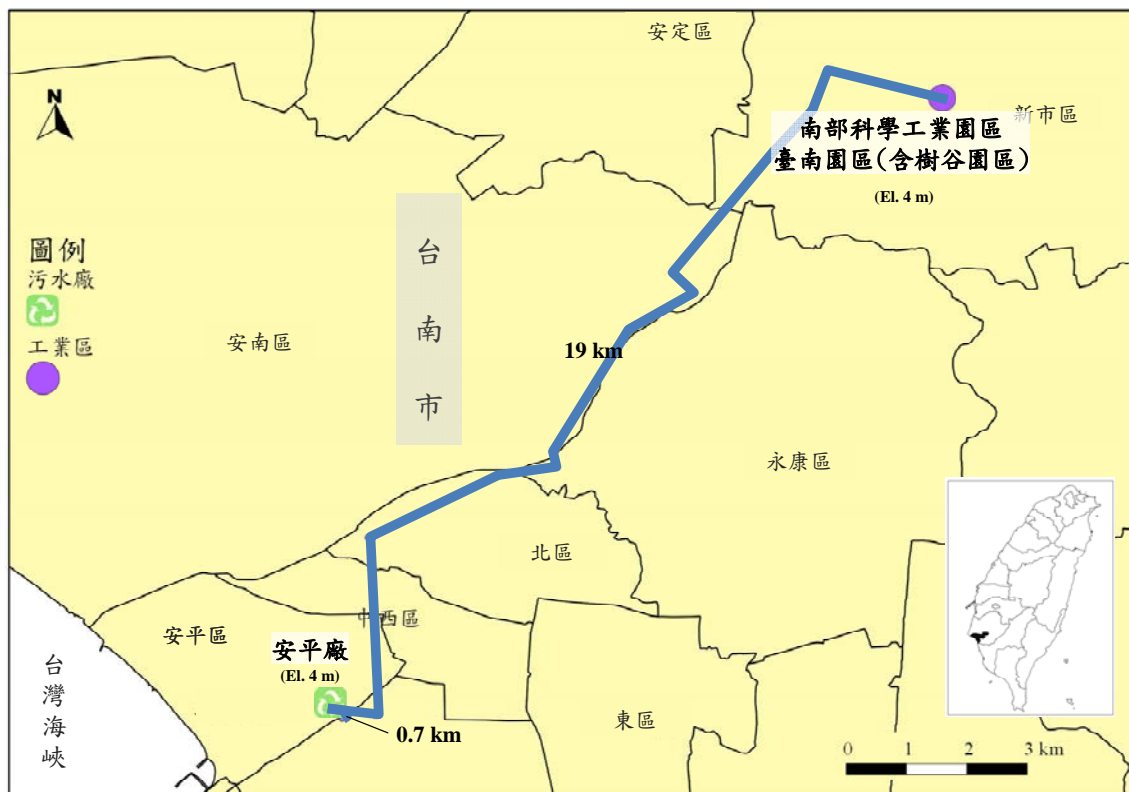 安定區
N
新市區
南部科學工業園區
臺南園區(含樹谷園區)
(El. 4 m)
圖例
污水廠
工業區
台
南
市
安南區
19 km
永康區
北區
中西區
安平區
安平廠
(El. 4 m)
0.7 km
東區
台
灣
海
峽
0 1 2 3 km